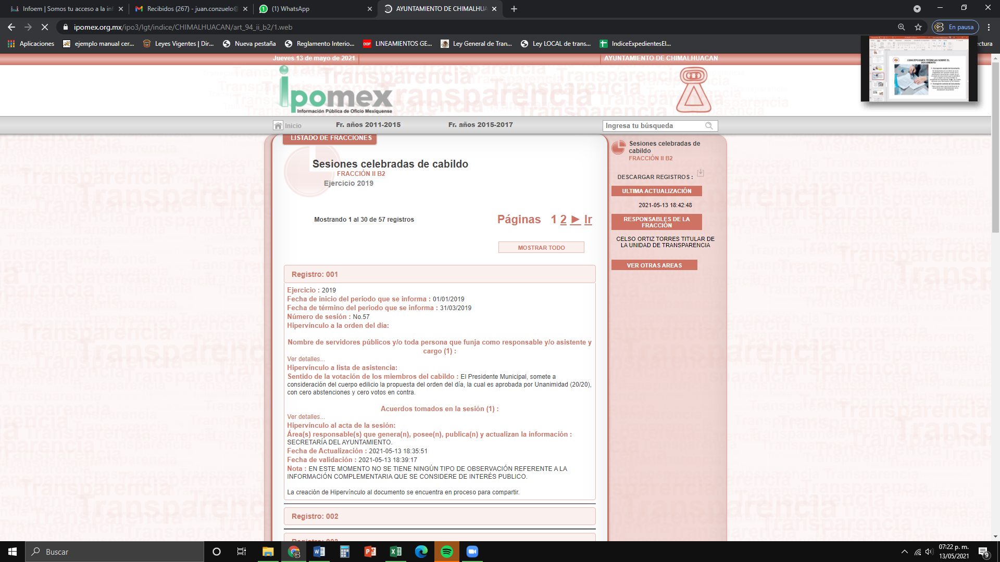 Infoem | Somos tu acceso a la inf
Recibidos (267) - juan.conzuelo@
(1) WhatsApp
AYUNTAMIENTO DE CHIMALHUA
ipomex.org.mx/ipo3/lgt/indice/CHIMALHUACAN/art_94_ii_b2/1.web
En pausa
Aplicaciones
ejemplo manual cer...
Leyes Vigentes | Dir...
Nueva pestaña
Reglamento Interio...
DOF LINEAMIENTOS GE...
Ley General de Tran...
Ley LOCAL de trans...
IndiceExpedientesEl...
ctura
Jueves 13 de mayo de 2021
AYUNTAMIENTO DE CHIMALHUACAN
CONCEPCIONES TEÓRICAS SOBRE EL
DOCUMENTO
ipomex
Información Pública de Oficio Mexiquense
Transparencia
Inicio
Fr. años 2011-2015
Fr. años 2015-2017
Ingresa tu búsqueda
LISTADO DE FRACCIONES
Sesiones celebradas de cabildo
FRACCIÓN II B2
Ejercicio 2019
Mostrando 1 al 30 de 57 registros
Páginas 1 2 ► Ir
MOSTRAR TODO
Registro: 001
Ejercicio : 2019
Fecha de inicio del periodo que se informa : 01/01/2019
Fecha de término del periodo que se informa : 31/03/2019
Número de sesión : No.57
Hipervínculo a la orden del día:
Nombre de servidores públicos y/o toda persona que funja como responsable y/o asistente y
cargo (1) :
Ver detalles...
Hipervínculo a lista de asistencia:
Sentido de la votación de los miembros del cabildo : El Presidente Municipal, somete a
consideración del cuerpo edilicio la propuesta del orden del día, la cual es aprobada por Unanimidad (20/20),
con cero abstenciones y cero votos en contra.
Acuerdos tomados en la sesión (1) :
Ver detalles...
Hipervínculo al acta de la sesión:
Área(s) responsable(s) que genera(n), posee(n), publica(n) y actualizan la información :
SECRETARÍA DEL AYUNTAMIENTO.
Fecha de Actualización : 2021-05-13 18:35:51
Fecha de validación : 2021-05-13 18:39:17
Nota : EN ESTE MOMENTO NO SE TIENE NINGÚN TIPO DE OBSERVACIÓN REFERENTE A LA
INFORMACIÓN COMPLEMENTARIA QUE SE CONSIDERE DE INTERÉS PUBLICO.
La creación de Hipervínculo al documento se encuentra en proceso para compartir.
Registro: 002
Registro: 003
Sesiones celebradas de
cabildo
FRACCIÓN II B2
DESCARGAR REGISTROS :
ULTIMA ACTUALIZACIÓN
2021-05-13 18:42:48
RESPONSABLES DE LA
FRACCIÓN
CELSO ORTIZ TORRES TITULAR DE
LA UNIDAD DE TRANSPARENCIA
VER OTRAS AREAS
Buscar
07:22 p. m.
13/05/2021
9